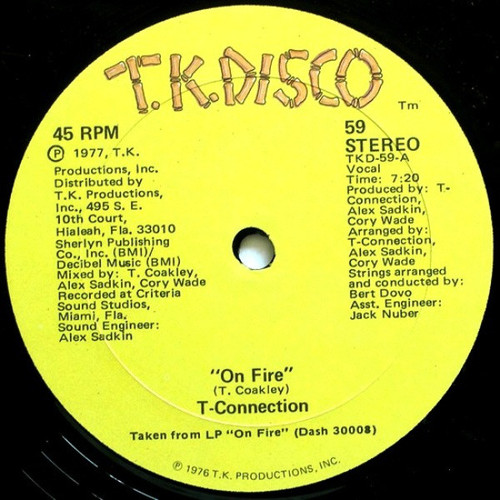 T.K.DISCO
Tm
45 RPM
Ⓟ 1977, T.K.
Productions, Inc.
Distributed by
T.K. Productions,
Inc., 495 S. E.
10th Court,
Hialeah, Fla. 33010
Sherlyn Publishing
Co., Inc. (BMI)/
Decibel Music (BMI)
Mixed by: T. Coakley,
Alex Sadkin, Cory Wade
Recorded at Criteria
Sound Studios,
Miami, Fla.
Sound Engineer:
Alex Sadkin
59
STEREO
TKD-59-A
Vocal
Time: 7:20
Produced by: T-
Connection,
Alex Sadkin,
Cory Wade
Arranged by:
T-Connection,
Alex Sadkin,
Cory Wade
Strings arranged
and conducted by:
Bert Dovo
Asst. Engineer:
Jack Nuber
"On Fire"
(T. Coakley)
T-Connection
Taken from LP "On Fire" (Dash 30008)
Ⓟ 1976 T.K. PRODUCTIONS, INC.